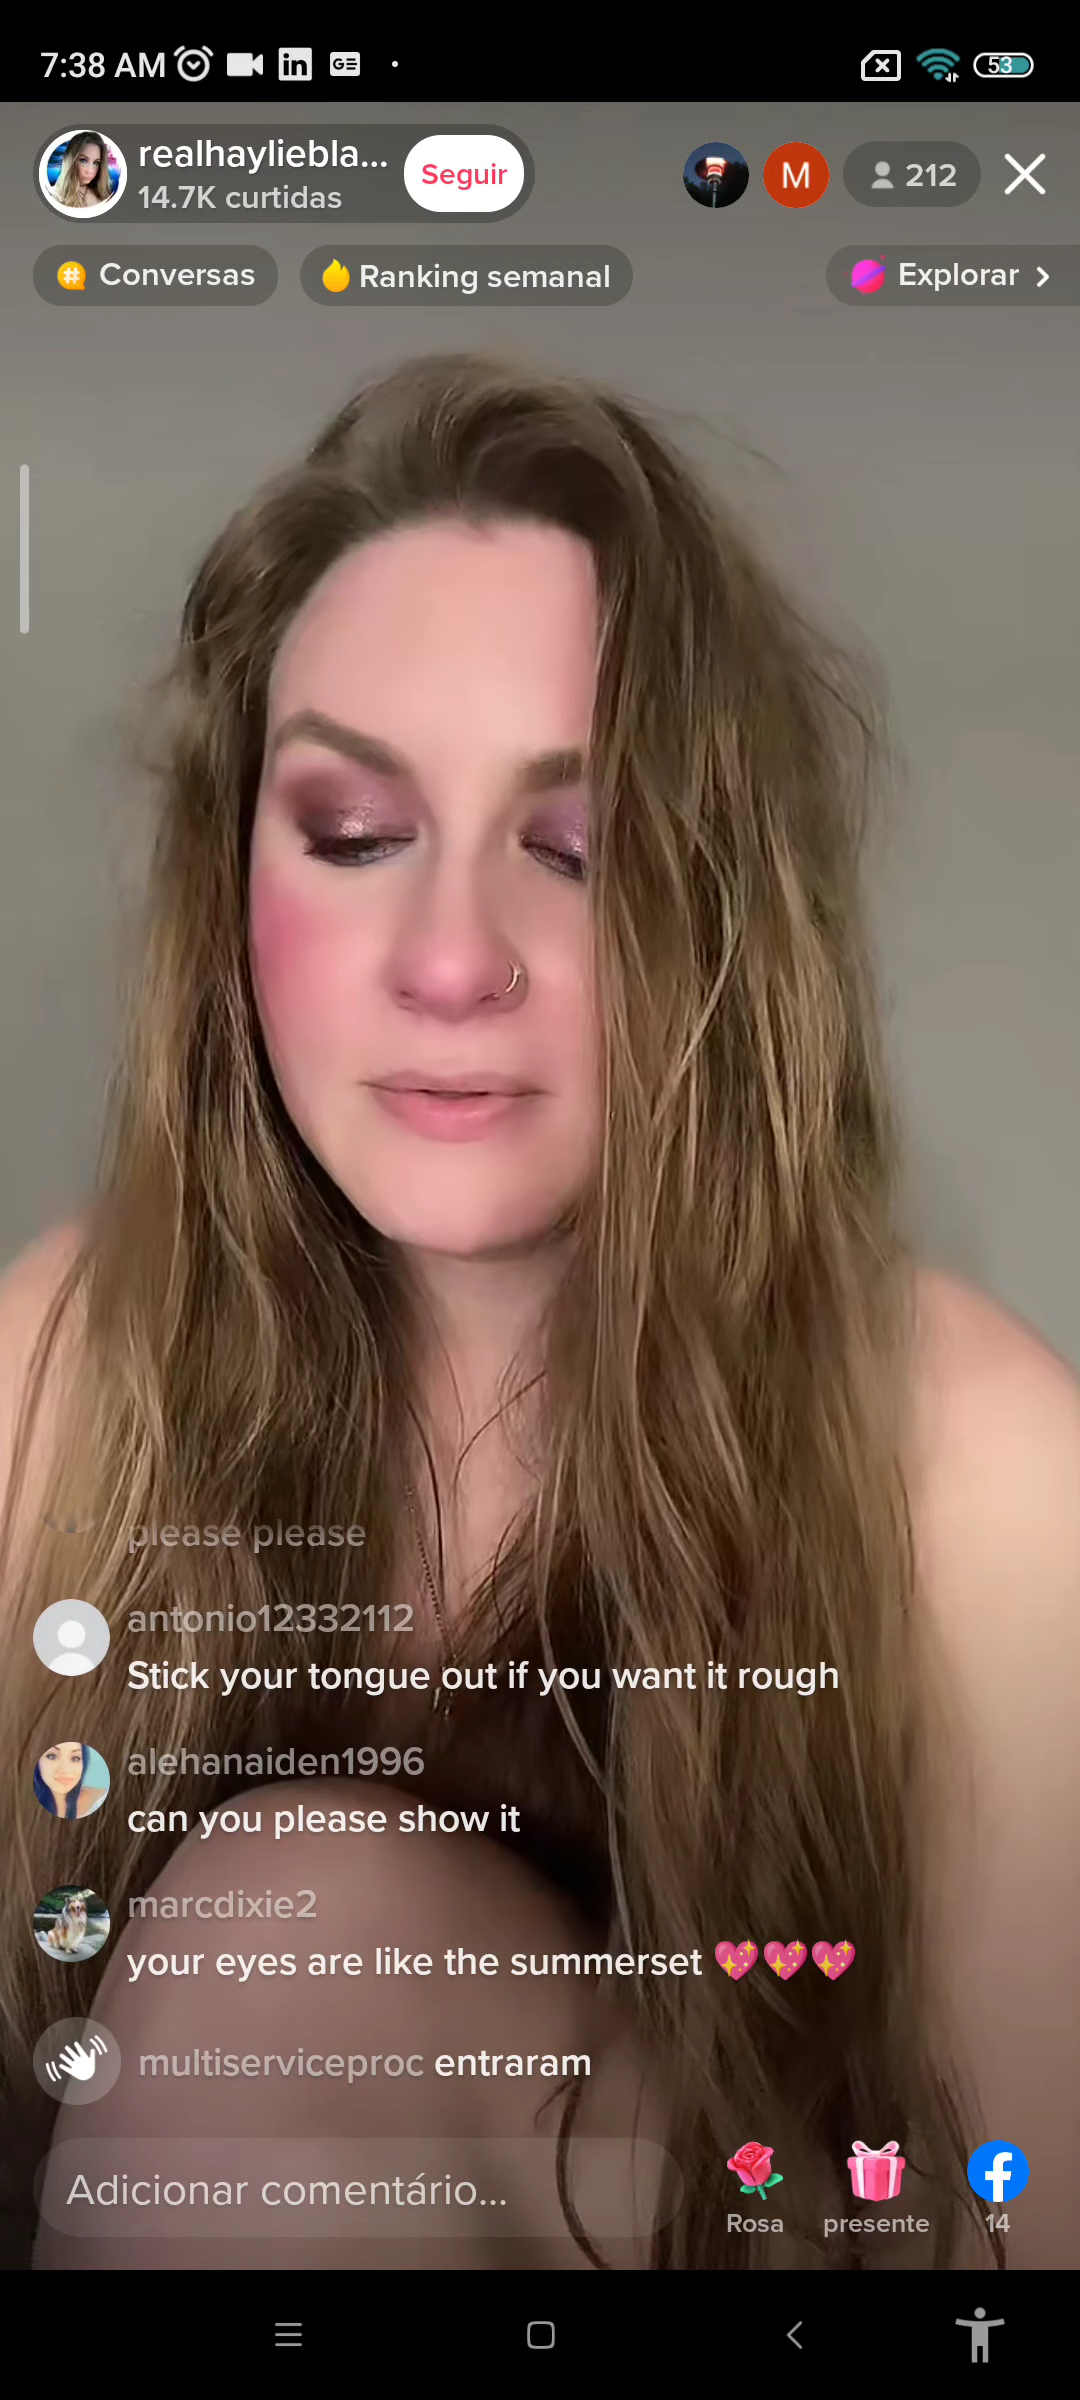 7:38 AM
53
realhayliebla...
14.7K curtidas
Seguir
M
212
Conversas
Ranking semanal
Explorar
please please
antonio12332112
Stick your tongue out if you want it rough
alehanaiden1996
can you please show it
marcdixie2
your eyes are like the summerset 💖💖💖
multiserviceproc entraram
Adicionar comentário...
Rosa
presente
14